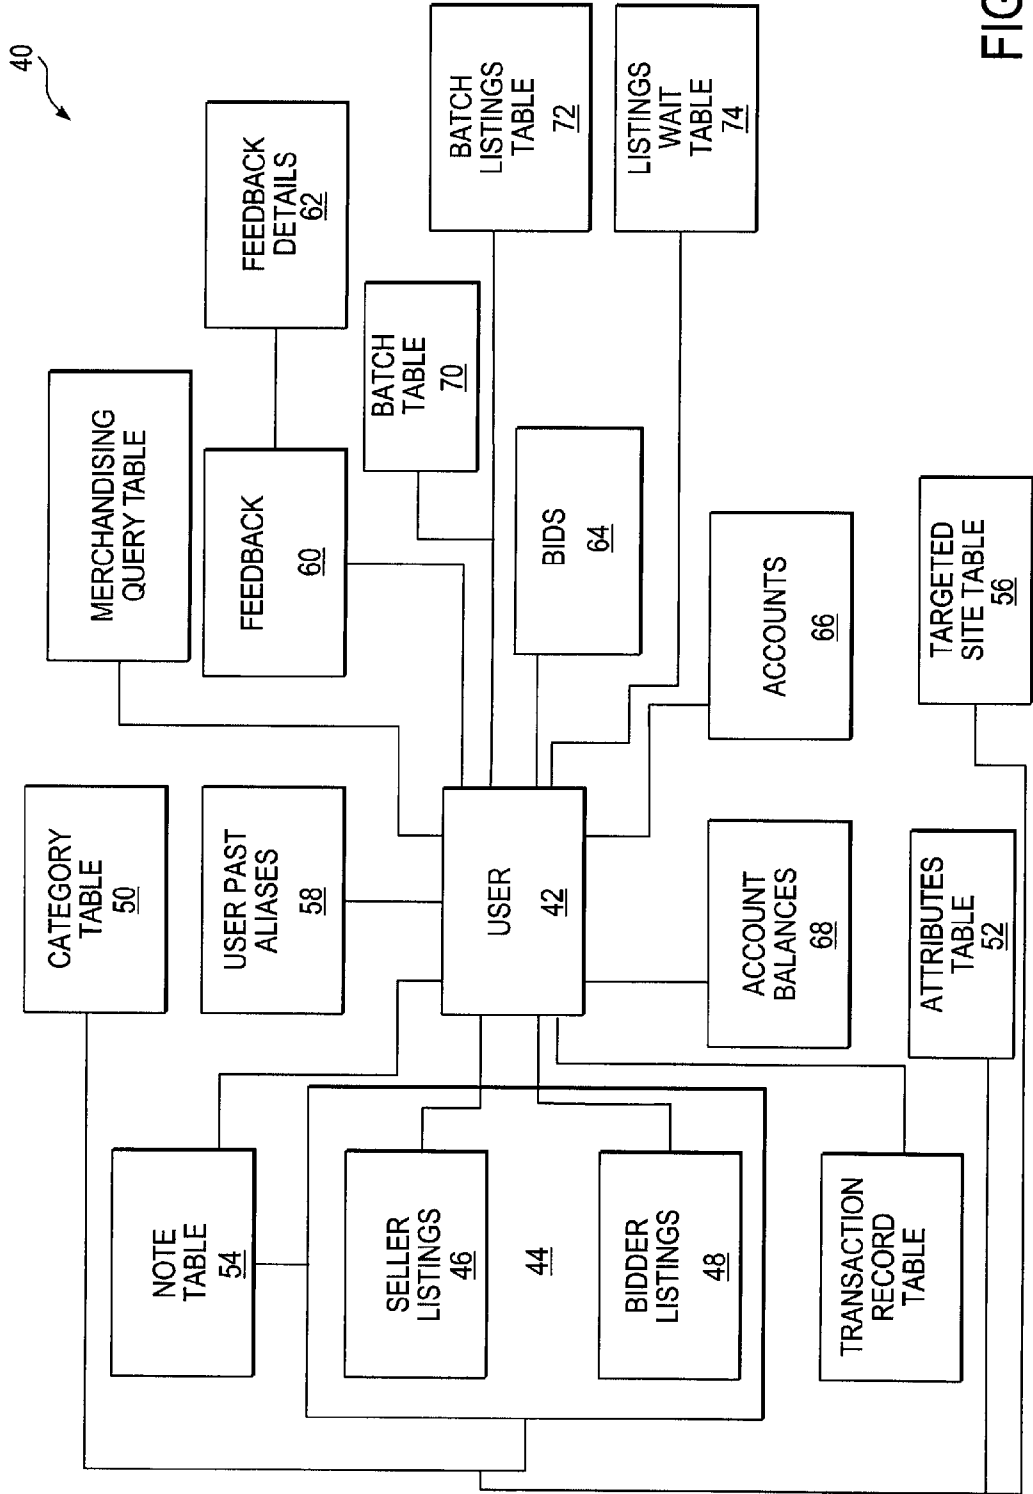 40
MERCHANDISING
QUERY TABLE
CATEGORY
TABLE
50
NOTE
TABLE
54
USER PAST
ALIASES
58
FEEDBACK
60
FEEDBACK
DETAILS
62
BATCH
TABLE
70
BATCH
LISTINGS
TABLE
72
SELLER
LISTINGS
46
44
BIDDER
LISTINGS
48
USER
42
BIDS
64
LISTINGS
WAIT
TABLE
74
ACCOUNT
BALANCES
68
ACCOUNTS
66
TRANSACTION
RECORD
TABLE
ATTRIBUTES
TABLE
52
TARGETED
SITE TABLE
56
FIG